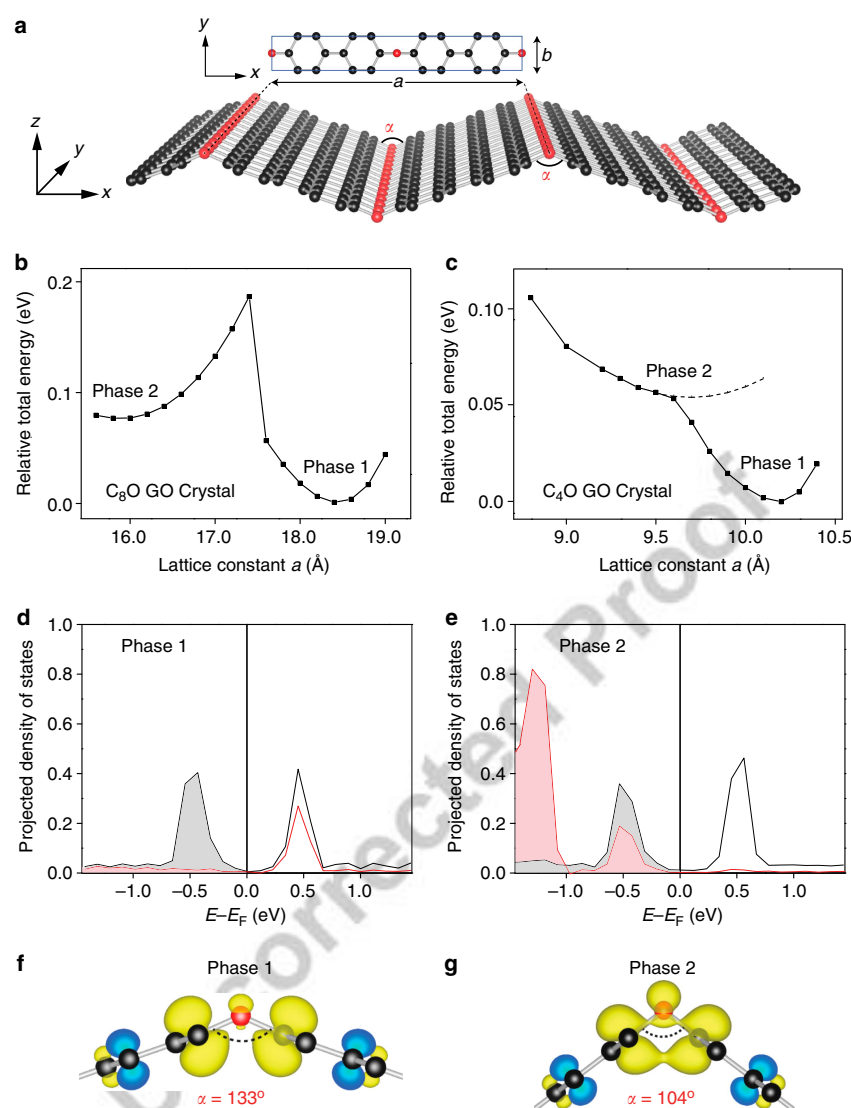 a
y
x
a
b
z
y
x
α
α
b
0.2
0.1
0.0
Relative total energy (eV)
Phase 2
Phase 1
C₈O GO Crystal
16.0 17.0 18.0 19.0
Lattice constant a (Å)
c
0.10
0.05
0.0
Relative total energy (eV)
Phase 2
Phase 1
C₄O GO Crystal
9.0 9.5 10.0 10.5
Lattice constant a (Å)
d
1.0
0.8
0.6
0.4
0.2
0.0
Projected density of states
Phase 1
–1.0 –0.5 0.0 0.5 1.0
E–E_F (eV)
e
1.0
0.8
0.6
0.4
0.2
0.0
Projected density of states
Phase 2
–1.0 –0.5 0.0 0.5 1.0
E–E_F (eV)
f
Phase 1
α = 133°
g
Phase 2
α = 104°
corrected Proof